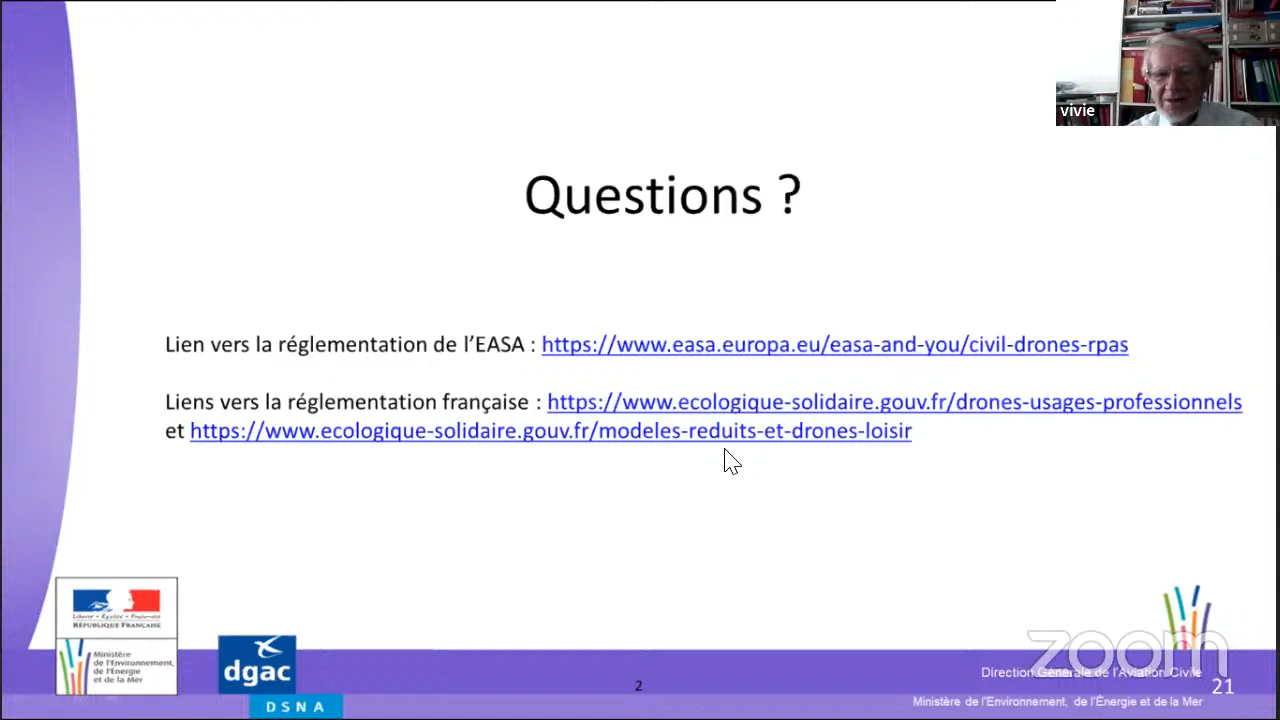 vivie
Questions ?
Lien vers la réglementation de l'EASA : https://www.easa.europa.eu/easa-and-you/civil-drones-rpas
Liens vers la réglementation française : https://www.ecologique-solidaire.gouv.fr/drones-usages-professionnels
et https://www.ecologique-solidaire.gouv.fr/modeles-reduits-et-drones-loisir
Liberté • Égalité • Fraternité
RÉPUBLIQUE FRANÇAISE
Ministère
de l'Environnement,
de l'Énergie
et de la Mer
dgac
DSNA
2
zoom
Direction Générale de l'Aviation Civile
21
Ministère de l'Environnement, de l'Énergie et de la Mer